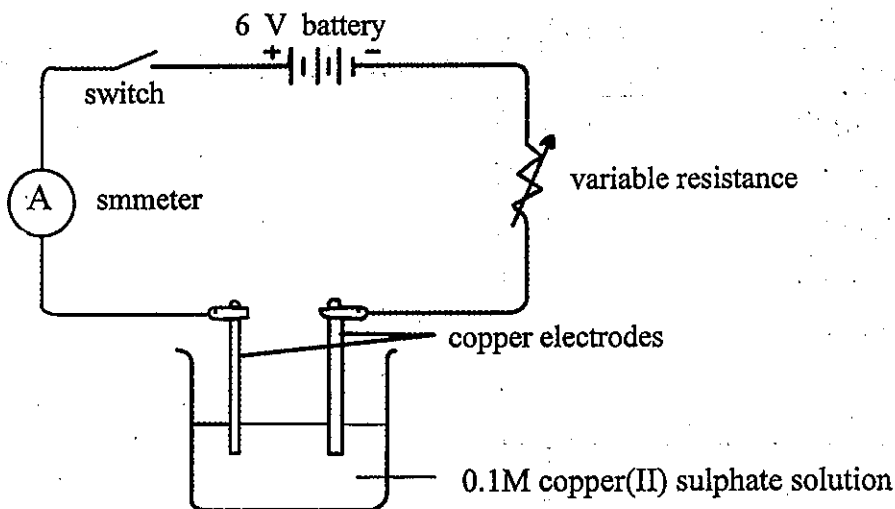 6 V battery
+ −
switch
A
smmeter
variable resistance
copper electrodes
0.1M copper(II) sulphate solution